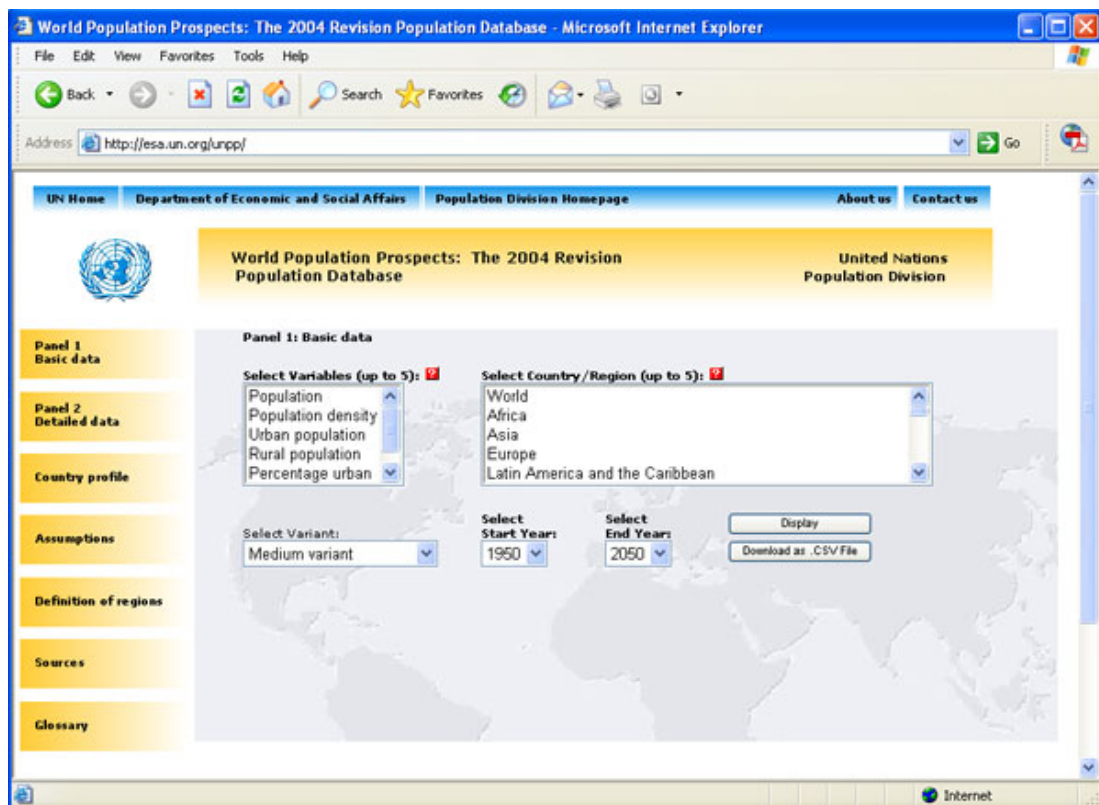 World Population Prospects: The 2004 Revision Population Database - Microsoft Internet Explorer
File Edit View Favorites Tools Help
Back Search Favorites
Address http://esa.un.org/unpp/ Go
UN Home Department of Economic and Social Affairs Population Division Homepage About us Contact us
World Population Prospects: The 2004 Revision
Population Database
United Nations
Population Division
Panel 1
Basic data
Panel 2
Detailed data
Country profile
Assumptions
Definition of regions
Sources
Glossary
Panel 1: Basic data
Select Variables (up to 5): ?
Population
Population density
Urban population
Rural population
Percentage urban
Select Country/Region (up to 5): ?
World
Africa
Asia
Europe
Latin America and the Caribbean
Select Variant:
Medium variant
Select
Start Year:
1950
Select
End Year:
2050
Display
Download as .CSV File
Internet